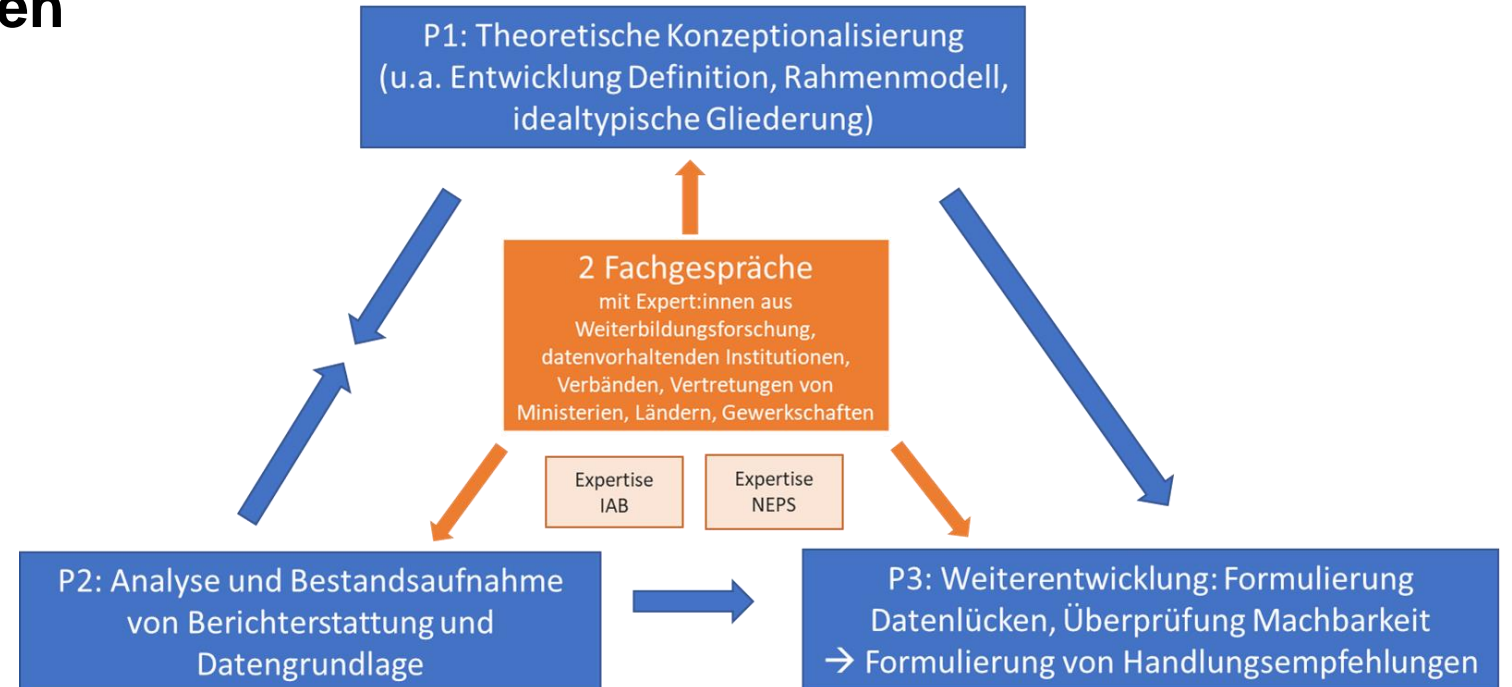 en
P1: Theoretische Konzeptionalisierung
(u.a. Entwicklung Definition, Rahmenmodell,
idealtypische Gliederung)
2 Fachgespräche
mit Expert:innen aus
Weiterbildungsforschung,
datenvorhaltenden Institutionen,
Verbänden, Vertretungen von
Ministerien, Ländern, Gewerkschaften
Expertise
IAB
Expertise
NEPS
P2: Analyse und Bestandsaufnahme
von Berichterstattung und
Datengrundlage
P3: Weiterentwicklung: Formulierung
Datenlücken, Überprüfung Machbarkeit
→ Formulierung von Handlungsempfehlungen